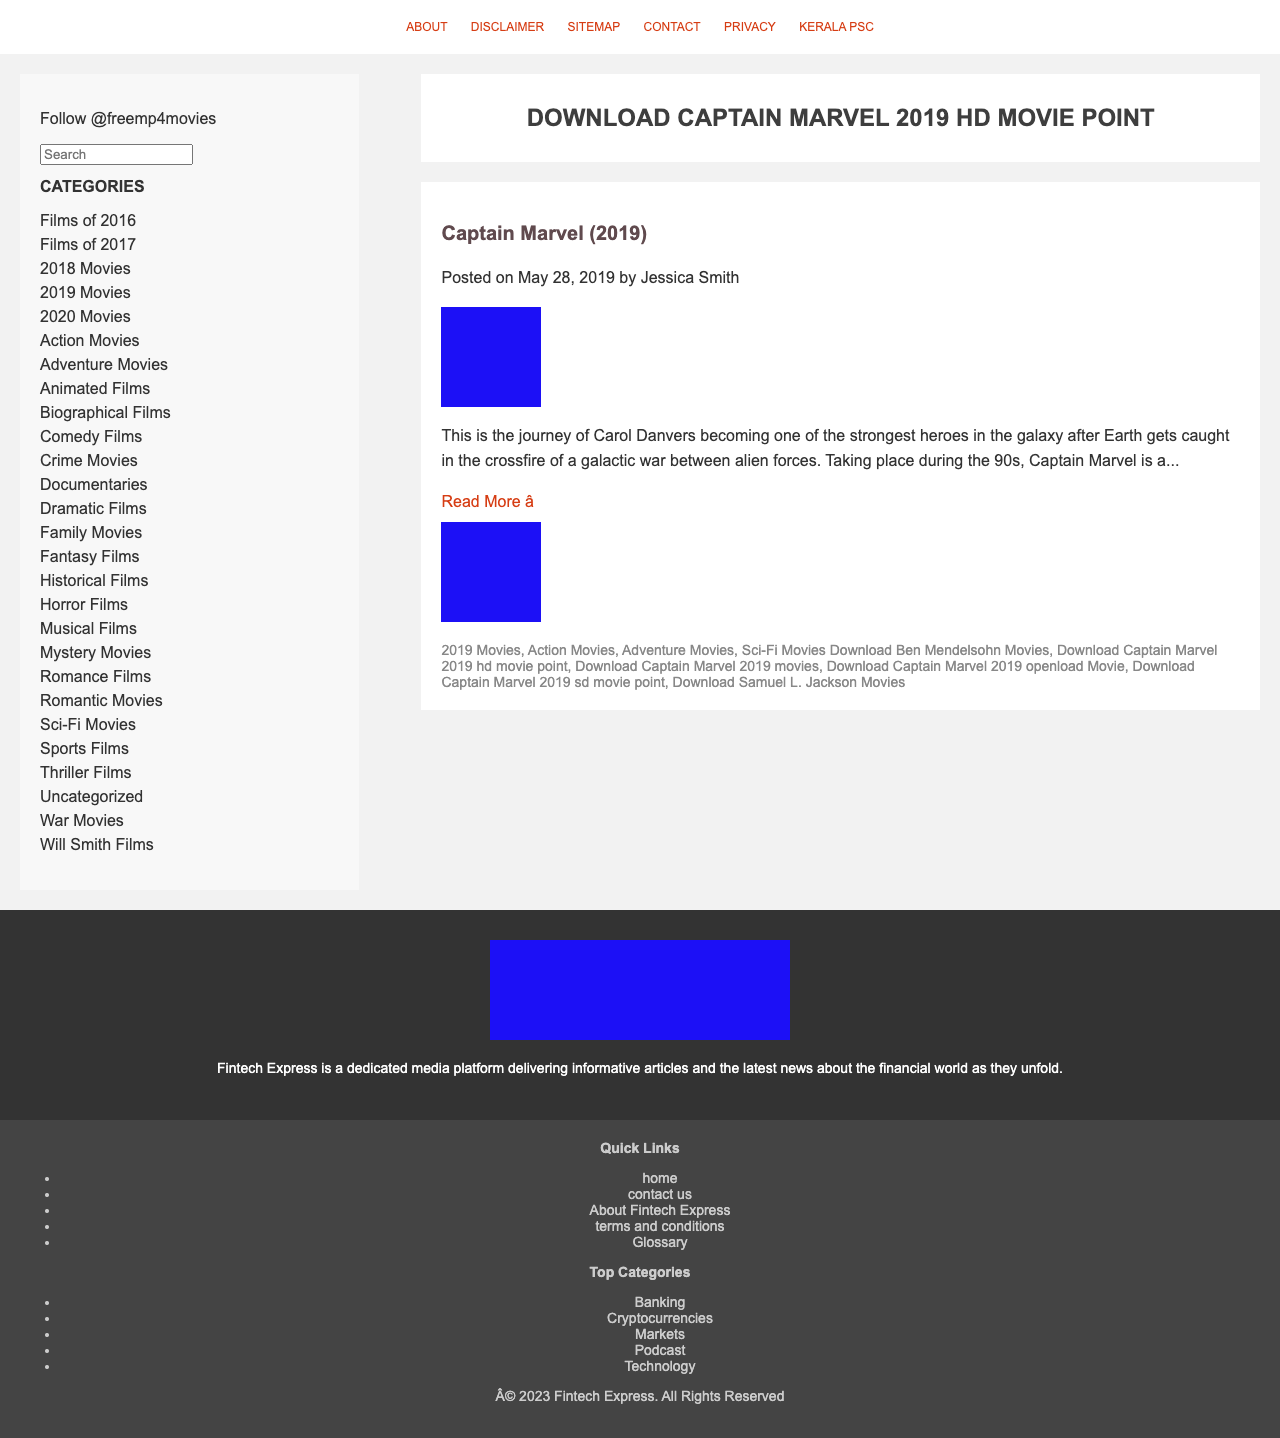 ABOUT DISCLAIMER SITEMAP CONTACT PRIVACY KERALA PSC
Follow @freemp4movies
Search
CATEGORIES
Films of 2016
Films of 2017
2018 Movies
2019 Movies
2020 Movies
Action Movies
Adventure Movies
Animated Films
Biographical Films
Comedy Films
Crime Movies
Documentaries
Dramatic Films
Family Movies
Fantasy Films
Historical Films
Horror Films
Musical Films
Mystery Movies
Romance Films
Romantic Movies
Sci-Fi Movies
Sports Films
Thriller Films
Uncategorized
War Movies
Will Smith Films
DOWNLOAD CAPTAIN MARVEL 2019 HD MOVIE POINT
Captain Marvel (2019)
Posted on May 28, 2019 by Jessica Smith
This is the journey of Carol Danvers becoming one of the strongest heroes in the galaxy after Earth gets caught
in the crossfire of a galactic war between alien forces. Taking place during the 90s, Captain Marvel is a...
Read More â
2019 Movies, Action Movies, Adventure Movies, Sci-Fi Movies Download Ben Mendelsohn Movies, Download Captain Marvel
2019 hd movie point, Download Captain Marvel 2019 movies, Download Captain Marvel 2019 openload Movie, Download
Captain Marvel 2019 sd movie point, Download Samuel L. Jackson Movies
Fintech Express is a dedicated media platform delivering informative articles and the latest news about the financial world as they unfold.
Quick Links
• home
• contact us
• About Fintech Express
• terms and conditions
• Glossary
Top Categories
• Banking
• Cryptocurrencies
• Markets
• Podcast
• Technology
Â© 2023 Fintech Express. All Rights Reserved